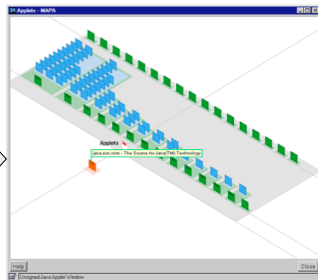 Applets - MAPA
Applets
java.sun.com - The Source for Java(TM) Technology
Help
Close
Unsigned Java Applet Window